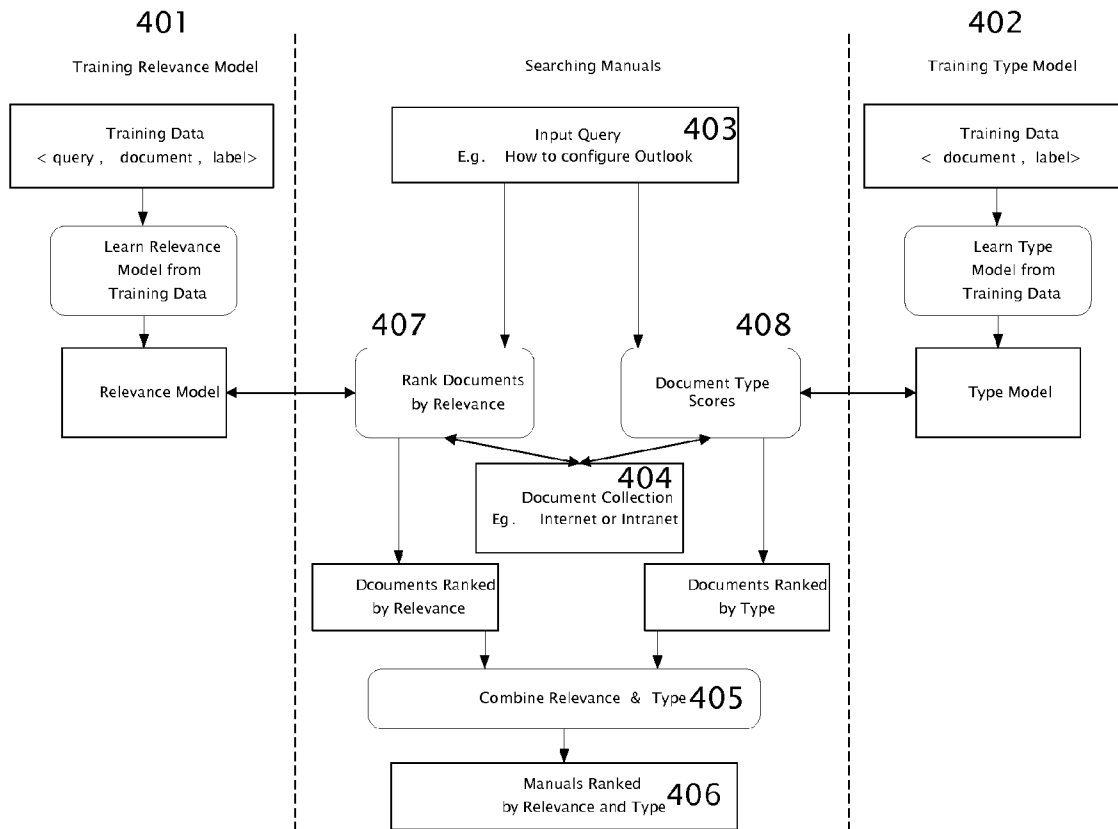 401
Training Relevance Model
Training Data
< query , document , label>
Learn Relevance
Model from
Training Data
Relevance Model
Searching Manuals
403
Input Query
E.g. How to configure Outlook
407
Rank Documents
by Relevance
408
Document Type
Scores
404
Document Collection
Eg. Internet or Intranet
Dcouments Ranked
by Relevance
Documents Ranked
by Type
Combine Relevance & Type 405
Manuals Ranked
by Relevance and Type 406
402
Training Type Model
Training Data
< document , label>
Learn Type
Model from
Training Data
Type Model